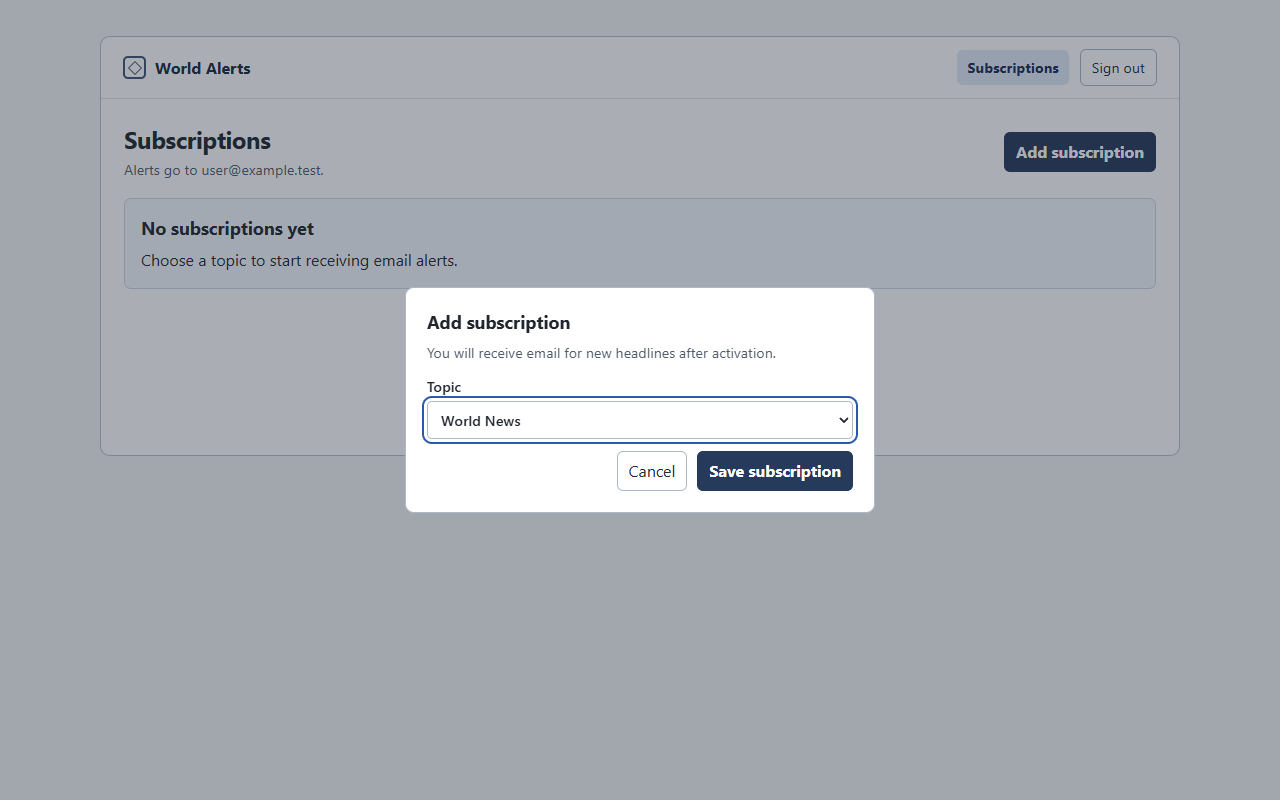 World Alerts
Subscriptions
Sign out
Subscriptions
Alerts go to user@example.test.
Add subscription
No subscriptions yet
Choose a topic to start receiving email alerts.
Add subscription
You will receive email for new headlines after activation.
Topic
World News
Cancel
Save subscription